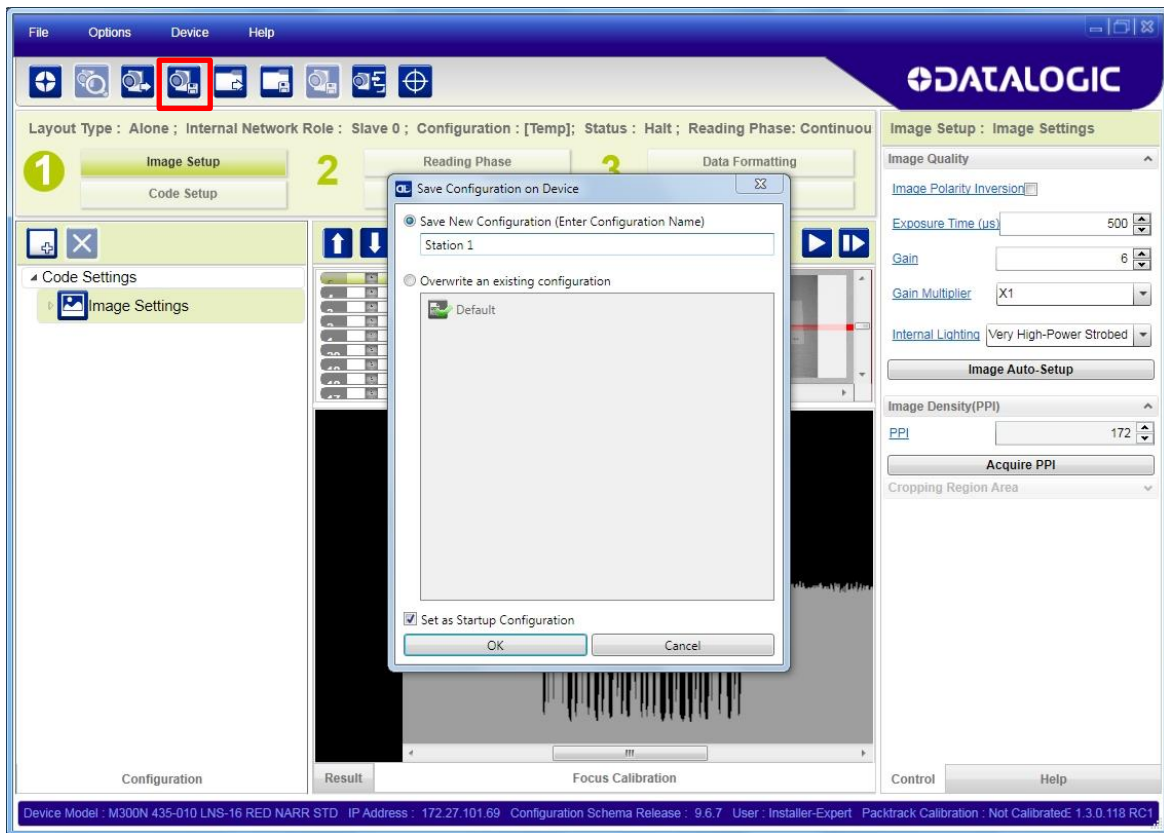 File Options Device Help
DATALOGIC
Layout Type : Alone ; Internal Network Role : Slave 0 ; Configuration : [Temp]; Status : Halt ; Reading Phase: Continuou
1 Image Setup
Code Setup
2 Reading Phase
3 Data Formatting
Code Settings
Image Settings
Save Configuration on Device
Save New Configuration (Enter Configuration Name)
Station 1
Overwrite an existing configuration
Default
Set as Startup Configuration
OK Cancel
Image Setup : Image Settings
Image Quality
Image Polarity Inversion
Exposure Time (µs) 500
Gain 6
Gain Multiplier X1
Internal Lighting Very High-Power Strobed
Image Auto-Setup
Image Density(PPI)
PPI 172
Acquire PPI
Cropping Region Area
Configuration
Result Focus Calibration
Control Help
Device Model : M300N 435-010 LNS-16 RED NARR STD IP Address : 172.27.101.69 Configuration Schema Release : 9.6.7 User : Installer-Expert Packtrack Calibration : Not Calibrated 1.3.0.118 RC1